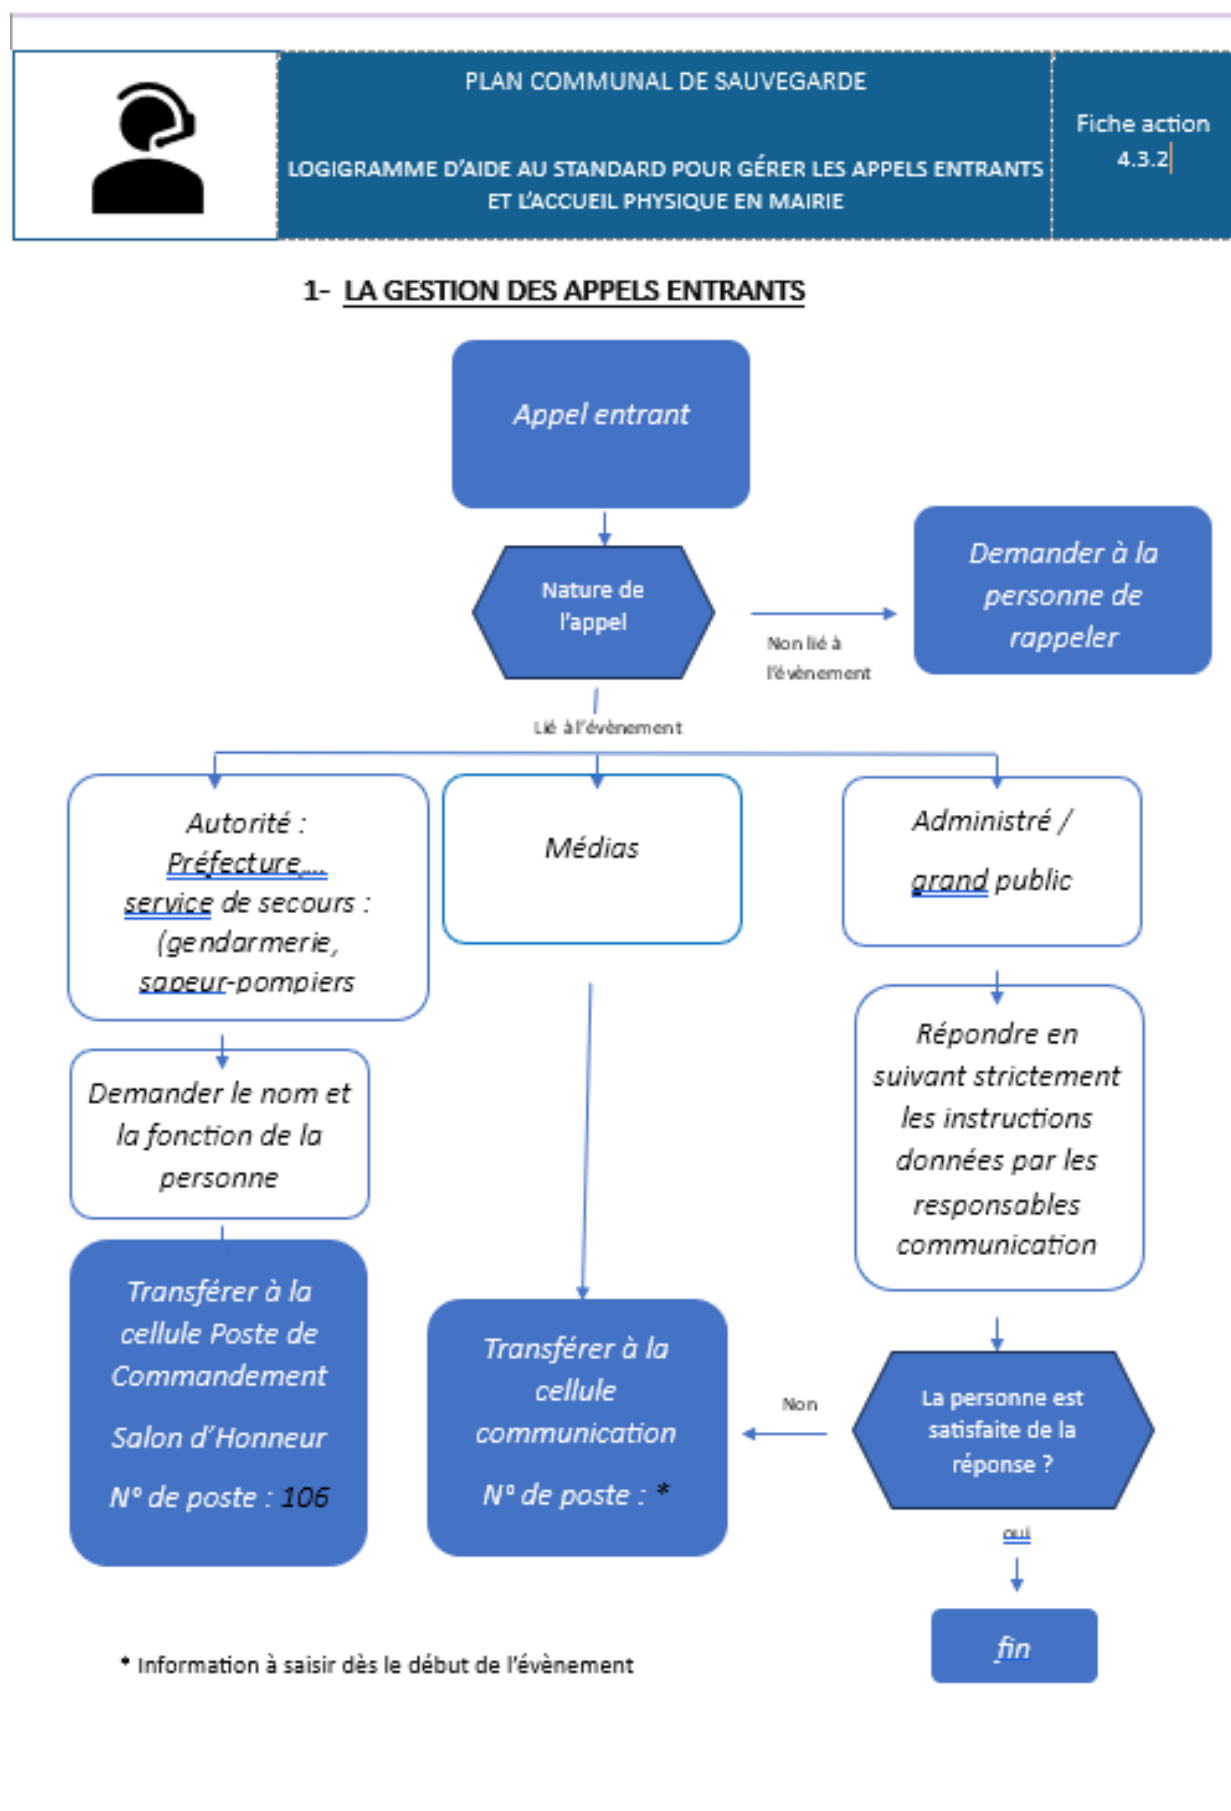 PLAN COMMUNAL DE SAUVEGARDE
LOGIGRAMME D'AIDE AU STANDARD POUR GÉRER LES APPELS ENTRANTS
ET L'ACCUEIL PHYSIQUE EN MAIRIE
Fiche action
4.3.2
1- LA GESTION DES APPELS ENTRANTS
Appel entrant
Nature de
l'appel
Non lié à
l'évènement
Demander à la
personne de
rappeler
Lié à l'évènement
Autorité :
Préfecture,...
service de secours :
(gendarmerie,
sapeur-pompiers
Médias
Administré /
grand public
Demander le nom et
la fonction de la
personne
Répondre en
suivant strictement
les instructions
données par les
responsables
communication
Transférer à la
cellule Poste de
Commandement
Salon d'Honneur
N° de poste : 106
Transférer à la
cellule
communication
N° de poste : *
Non
La personne est
satisfaite de la
réponse ?
oui
fin
* Information à saisir dès le début de l'évènement